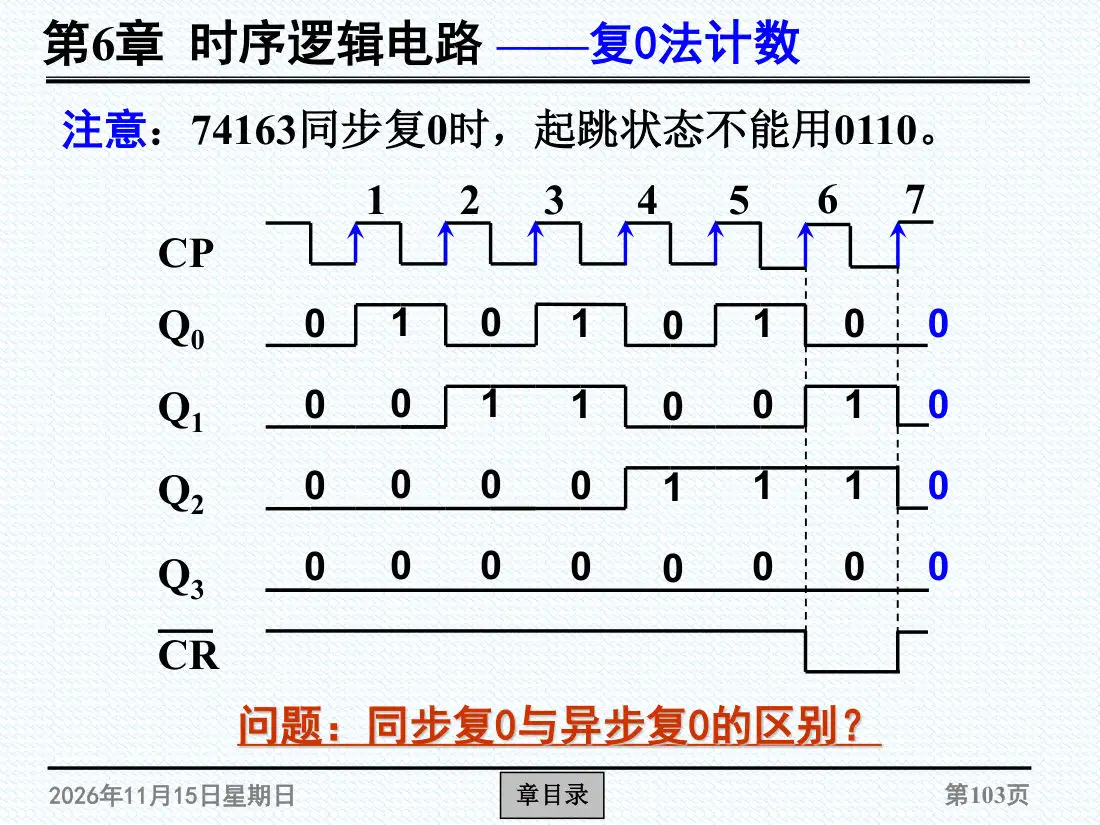 第6章 时序逻辑电路 ——复0法计数
注意：74163同步复0时，起跳状态不能用0110。
1 2 3 4 5 6 7
CP
Q0 0 1 0 1 0 1 0 0
Q1 0 0 1 1 0 0 1 0
Q2 0 0 0 0 1 1 1 0
Q3 0 0 0 0 0 0 0 0
C̅R̅
问题：同步复0与异步复0的区别？
2026年11月15日星期日 章目录 第103页